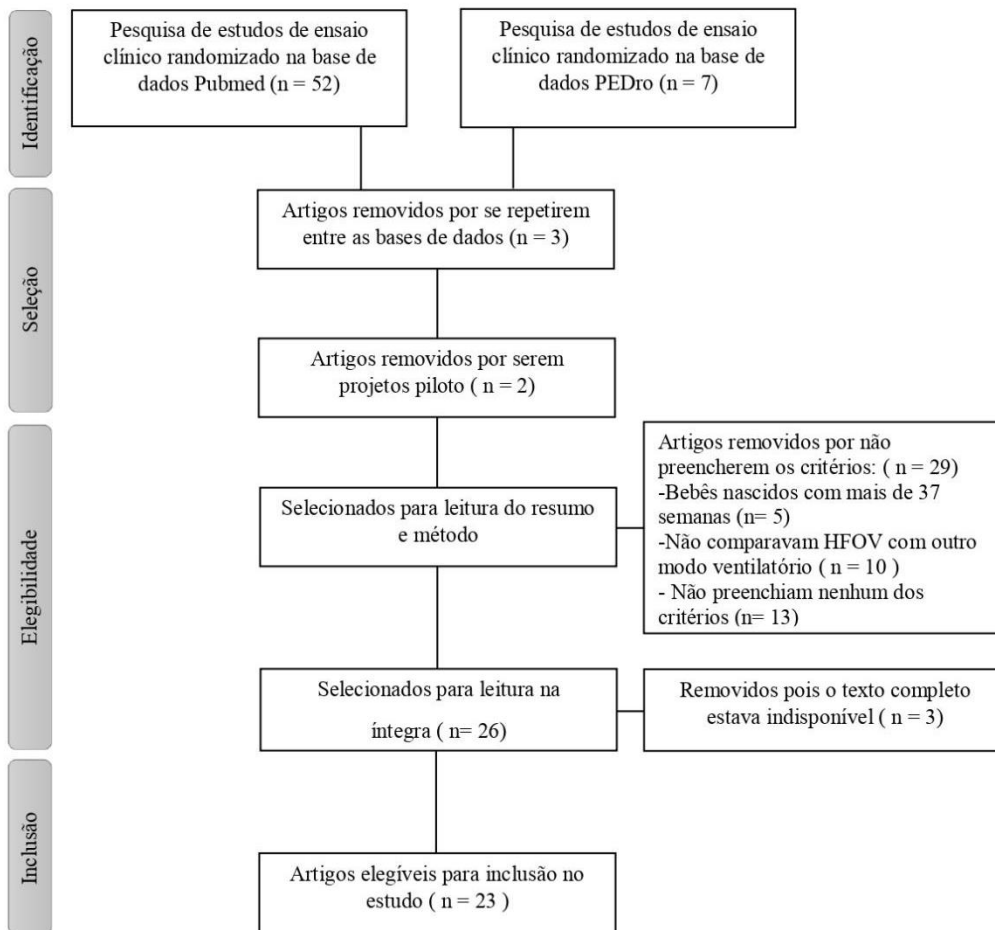 Identificação
Pesquisa de estudos de ensaio
clínico randomizado na base de
dados Pubmed (n = 52)
Pesquisa de estudos de ensaio
clínico randomizado na base de
dados PEDro (n = 7)
Seleção
Artigos removidos por se repetirem
entre as bases de dados (n = 3)
Artigos removidos por serem
projetos piloto ( n = 2)
Elegibilidade
Selecionados para leitura do resumo
e método
Artigos removidos por não
preencherem os critérios: ( n = 29)
-Bebês nascidos com mais de 37
semanas (n= 5)
-Não comparavam HFOV com outro
modo ventilatório ( n = 10 )
- Não preenchiam nenhum dos
critérios (n= 13)
Selecionados para leitura na
íntegra ( n= 26)
Removidos pois o texto completo
estava indisponível ( n = 3)
Inclusão
Artigos elegíveis para inclusão no
estudo ( n = 23 )